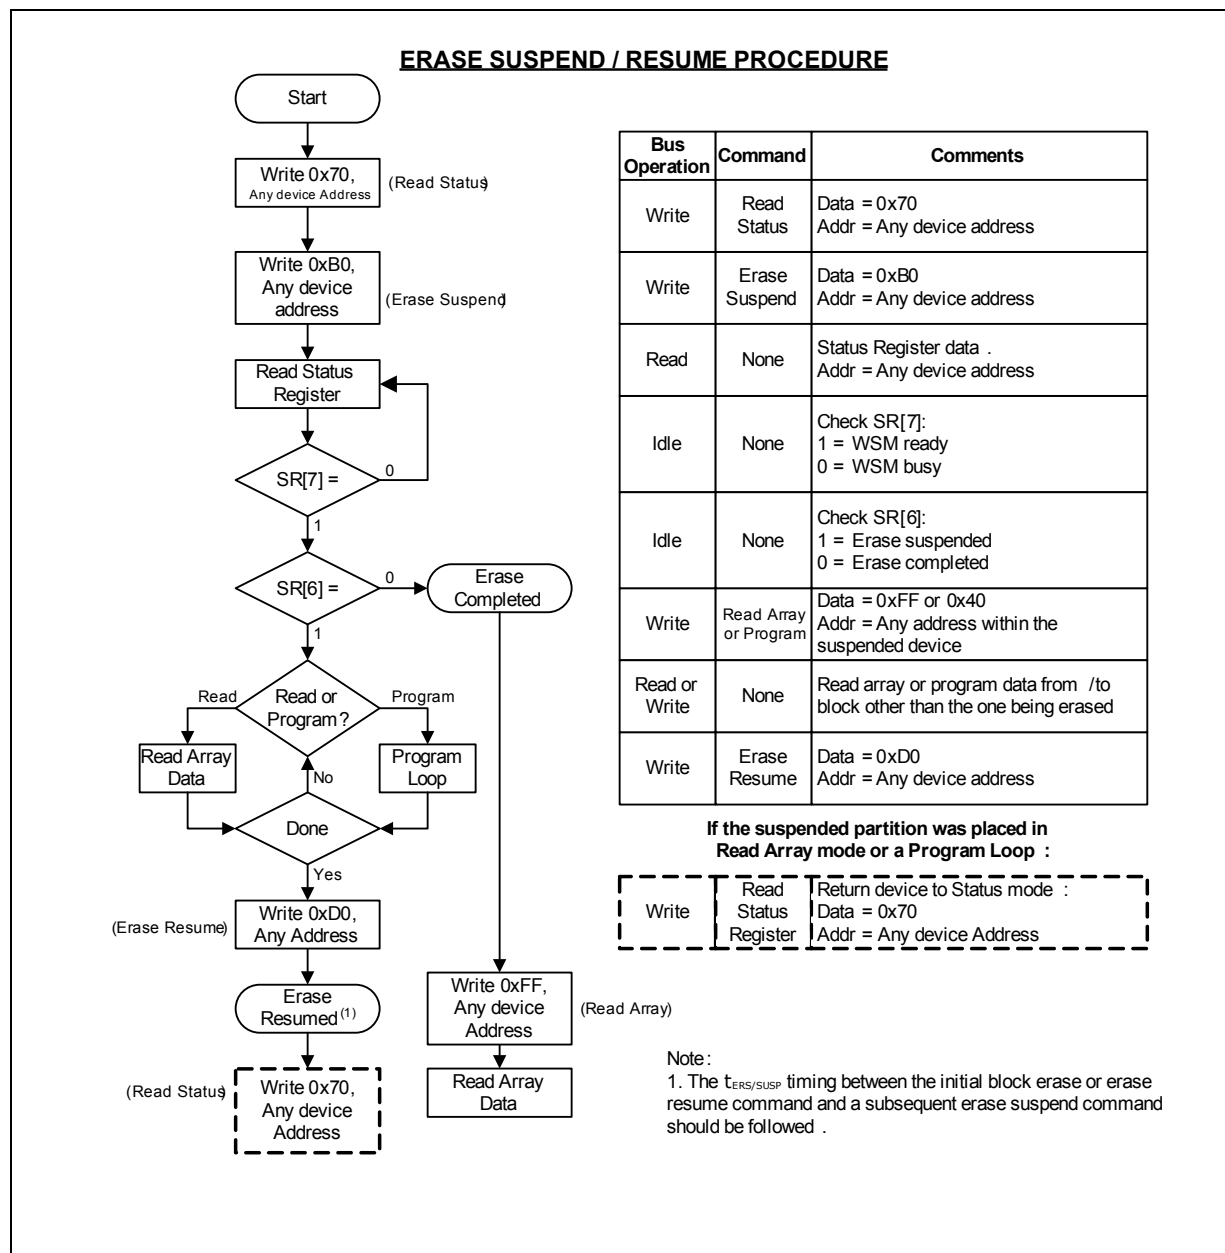 ERASE SUSPEND / RESUME PROCEDURE
Start
Write 0x70,
Any device Address
(Read Status)
Write 0xB0,
Any device
address
(Erase Suspend)
Read Status
Register
SR[7] =
0
1
SR[6] =
0
Erase
Completed
1
Read or
Program?
Read
Program
Read Array
Data
Program
Loop
No
Done
Yes
(Erase Resume)
Write 0xD0,
Any Address
Erase
Resumed(1)
(Read Status)
Write 0x70,
Any device
Address
Write 0xFF,
Any device
Address
(Read Array)
Read Array
Data
Bus
Operation
Command
Comments
Write
Read
Status
Data = 0x70
Addr = Any device address
Write
Erase
Suspend
Data = 0xB0
Addr = Any device address
Read
None
Status Register data .
Addr = Any device address
Idle
None
Check SR[7]:
1 = WSM ready
0 = WSM busy
Idle
None
Check SR[6]:
1 = Erase suspended
0 = Erase completed
Write
Read Array
or Program
Data = 0xFF or 0x40
Addr = Any address within the
suspended device
Read or
Write
None
Read array or program data from /to
block other than the one being erased
Write
Erase
Resume
Data = 0xD0
Addr = Any device address
If the suspended partition was placed in
Read Array mode or a Program Loop :
Write
Read
Status
Register
Return device to Status mode :
Data = 0x70
Addr = Any device Address
Note:
1. The tERS/SUSP timing between the initial block erase or erase
resume command and a subsequent erase suspend command
should be followed .